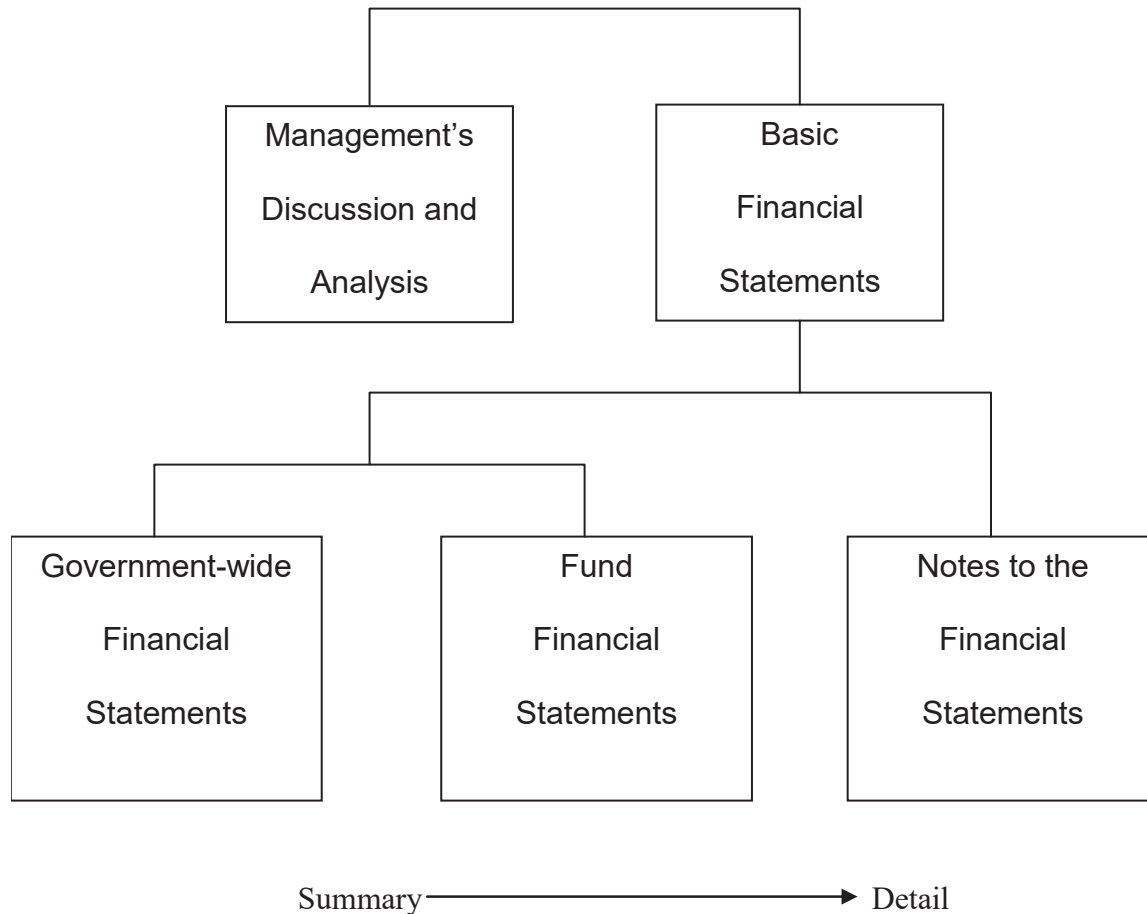 Management’s
Discussion and
Analysis
Basic
Financial
Statements
Government-wide
Financial
Statements
Fund
Financial
Statements
Notes to the
Financial
Statements
Summary
Detail